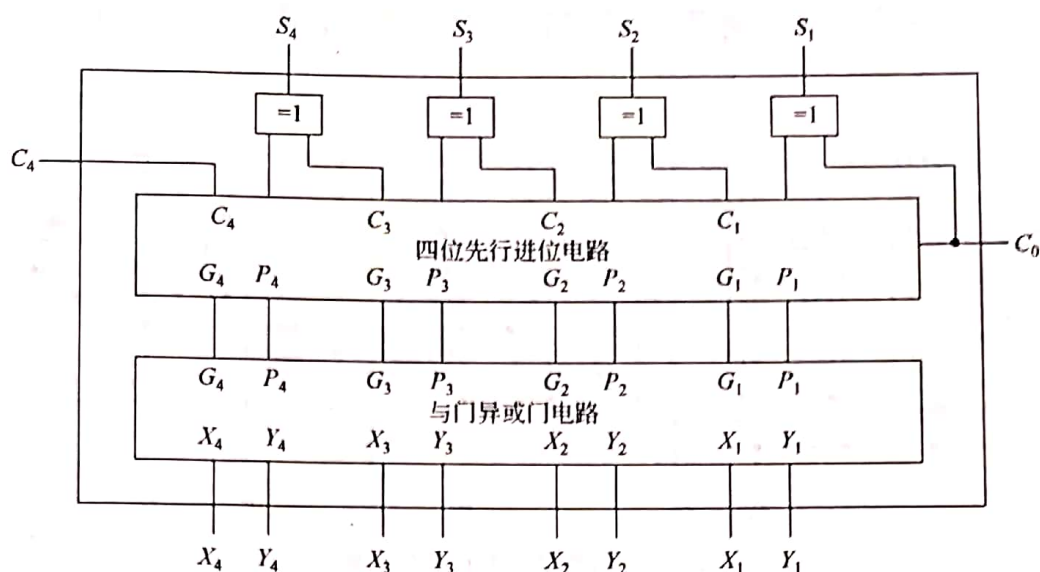 S₄ S₃ S₂ S₁
=1 =1 =1 =1
C₄
C₄ C₃ C₂ C₁
四位先行进位电路
C₀
G₄ P₄ G₃ P₃ G₂ P₂ G₁ P₁
G₄ P₄ G₃ P₃ G₂ P₂ G₁ P₁
与门异或门电路
X₄ Y₄ X₃ Y₃ X₂ Y₂ X₁ Y₁
X₄ Y₄ X₃ Y₃ X₂ Y₂ X₁ Y₁